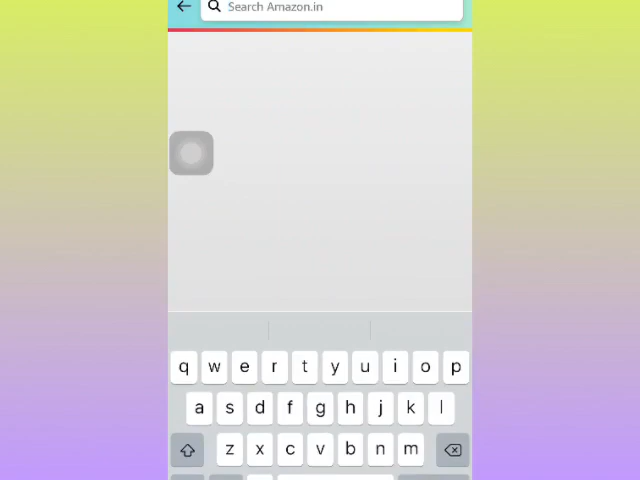 Search Amazon.in
q w e r t y u i o p
a s d f g h j k l
z x c v b n m